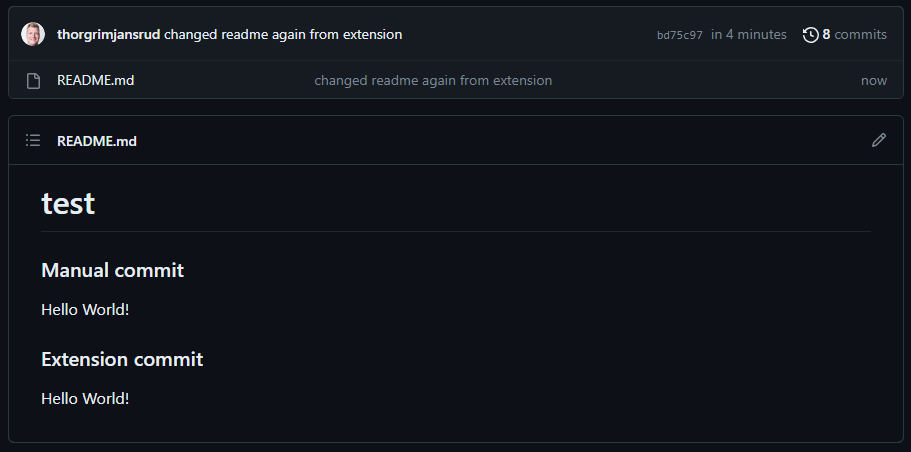 thorgrimjansrud changed readme again from extension bd75c97 in 4 minutes 8 commits
README.md changed readme again from extension now
README.md
test
Manual commit
Hello World!
Extension commit
Hello World!